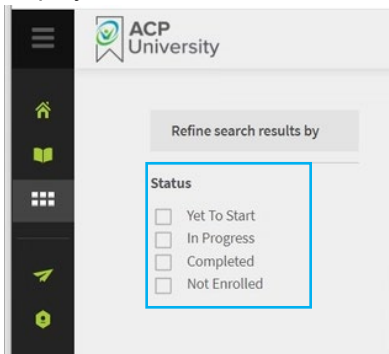 ACP
University
Refine search results by
Status
Yet To Start
In Progress
Completed
Not Enrolled